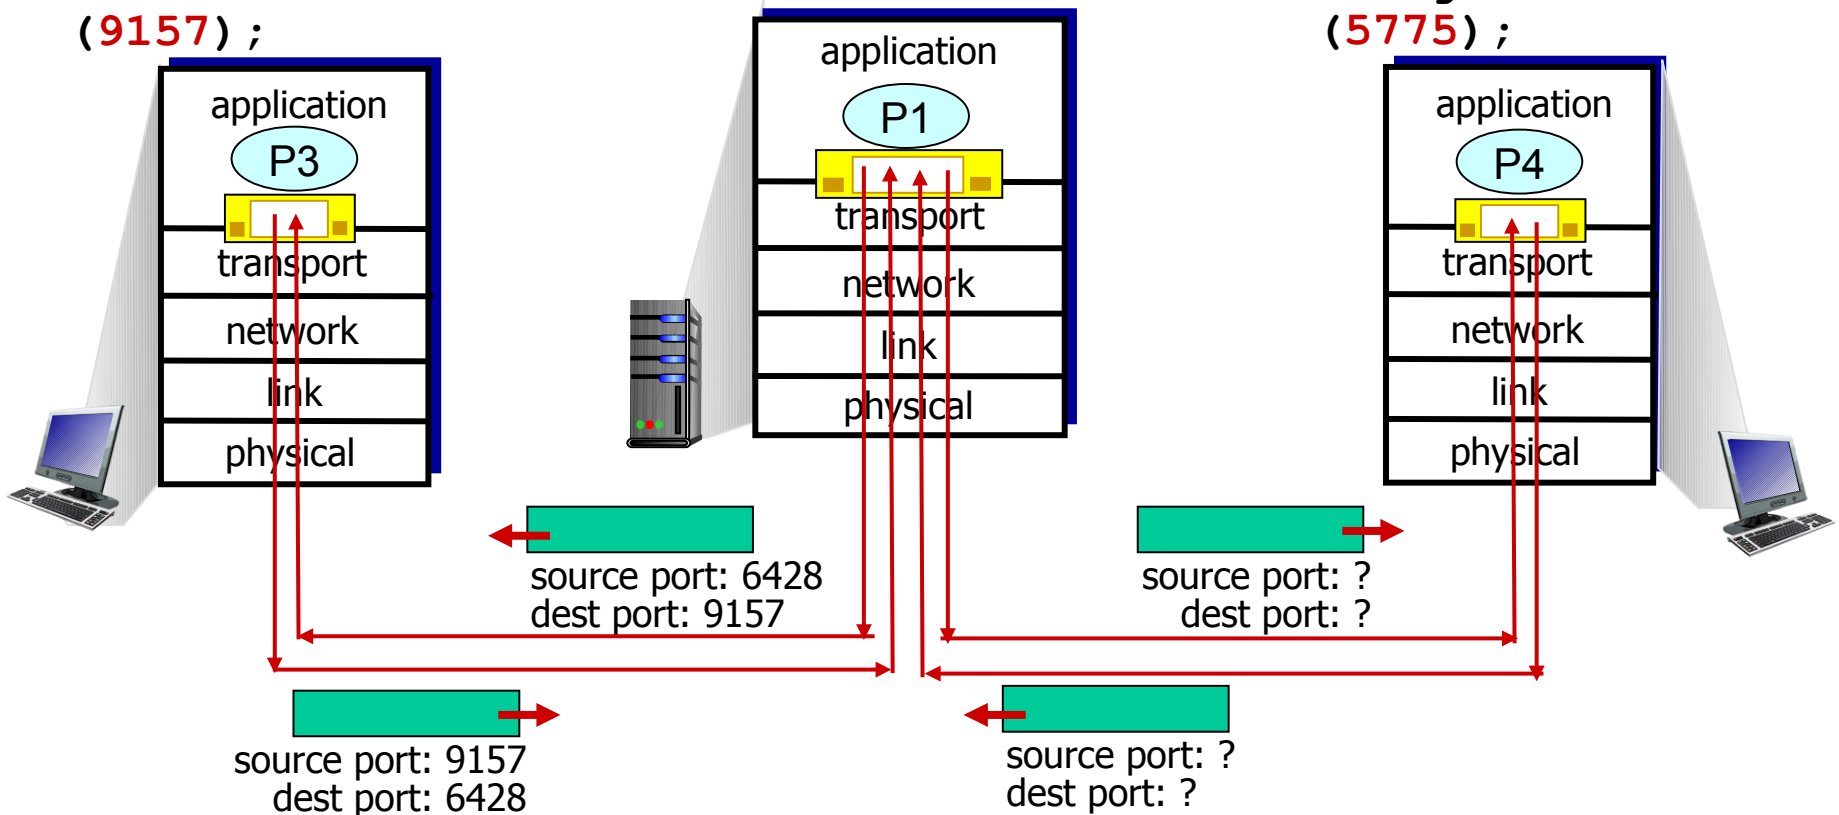 (9157);
application
P3
transport
network
link
physical
application
P1
transport
network
link
physical
(5775);
application
P4
transport
network
link
physical
source port: 6428
dest port: 9157
source port: ?
dest port: ?
source port: 9157
dest port: 6428
source port: ?
dest port: ?